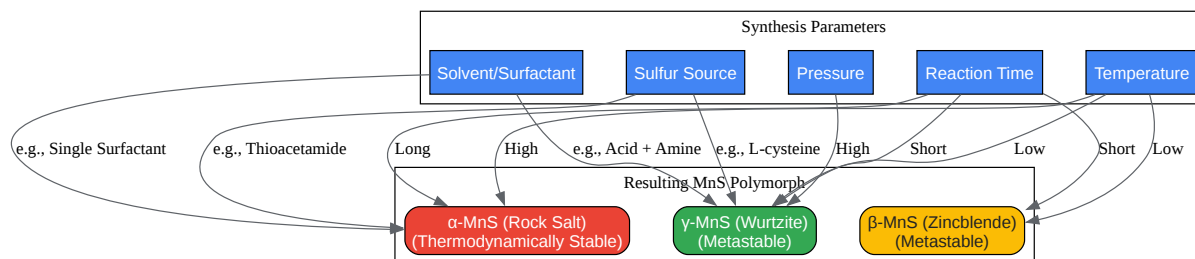 Synthesis Parameters
Solvent/Surfactant
Sulfur Source
Pressure
Reaction Time
Temperature
e.g., Single Surfactant
e.g., Thioacetamide
Long
High
e.g., Acid + Amine
e.g., L-cysteine
High
Short
Low
Short
Low
Resulting MnS Polymorph
α-MnS (Rock Salt)
(Thermodynamically Stable)
γ-MnS (Wurtzite)
(Metastable)
β-MnS (Zincblende)
(Metastable)